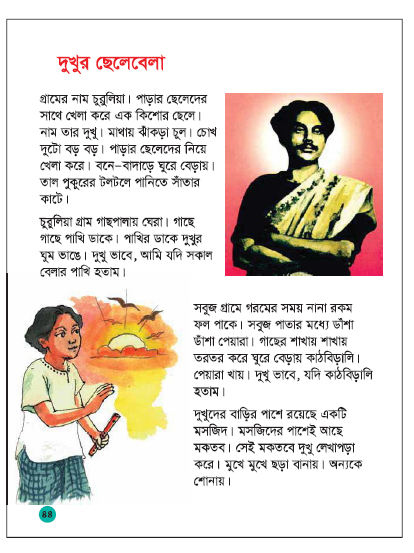 দুখুর ছেলেবেলা
গ্রামের নাম চুরুলিয়া। পাড়ার ছেলেদের
সাথে খেলা করে এক কিশোর ছেলে।
নাম তার দুখু। মাথায় ঝাঁকড়া চুল। চোখ
দুটো বড় বড়। পাড়ার ছেলেদের নিয়ে
খেলা করে। বনে–বাদাড়ে ঘুরে বেড়ায়।
তাল পুকুরের টলটলে পানিতে সাঁতার
কাটে।
চুরুলিয়া গ্রাম গাছপালায় ঘেরা। গাছে
গাছে পাখি ডাকে। পাখির ডাকে দুখুর
ঘুম ভাঙে। দুখু ভাবে, আমি যদি সকাল
বেলার পাখি হতাম।
সবুজ গ্রামে গরমের সময় নানা রকম
ফল পাকে। সবুজ পাতার মধ্যে ডাঁশা
ডাঁশা পেয়ারা। গাছের শাখায় শাখায়
তরতর করে ঘুরে বেড়ায় কাঠবিড়ালি।
পেয়ারা খায়। দুখু ভাবে, যদি কাঠবিড়ালি
হতাম।
দুখুদের বাড়ির পাশে রয়েছে একটি
মসজিদ। মসজিদের পাশেই আছে
মকতব। সেই মকতবে দুখু লেখাপড়া
করে। মুখে মুখে ছড়া বানায়। অন্যকে
শোনায়।
৪৪